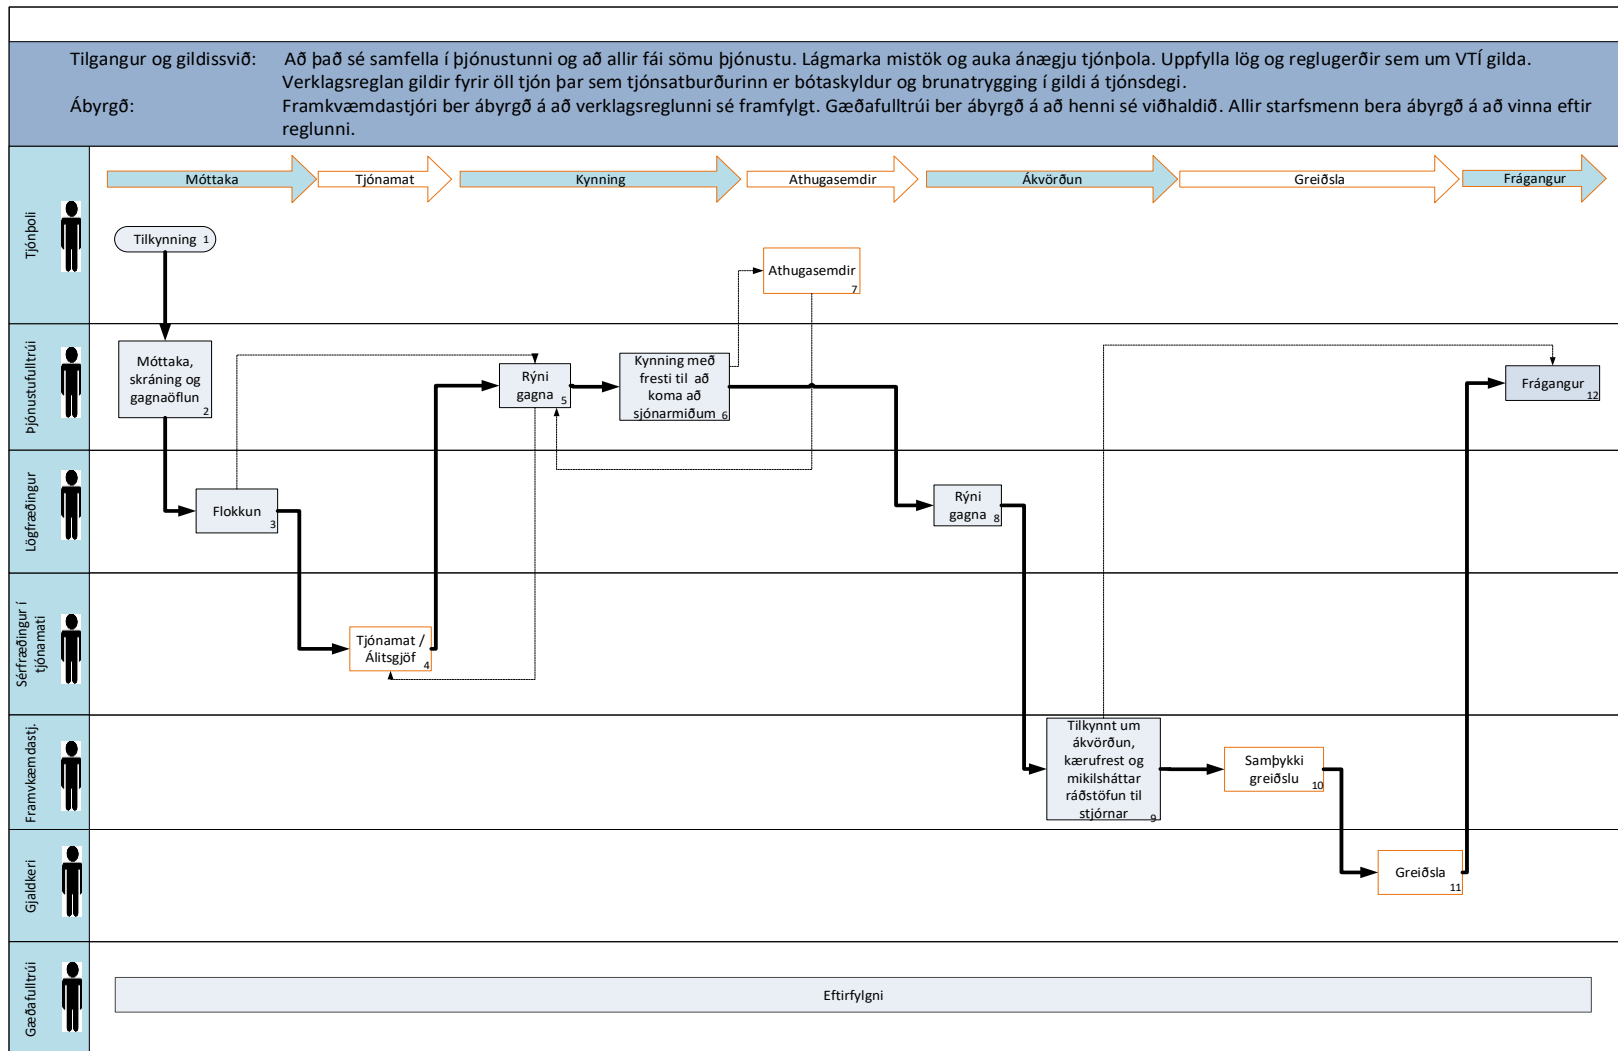 Tilgangur og gildissvið: Að það sé samfella í þjónustunni og að allir fái sömu þjónustu. Lágmarka mistök og auka ánægju tjónþola. Uppfylla lög og reglugerðir sem um VTÍ gilda.
Verklagsreglan gildir fyrir öll tjón þar sem tjónsatburðurinn er bótaskyldur og brunatrygging í gildi á tjónsdegi.
Ábyrgð: Framkvæmdastjóri ber ábyrgð á að verklagsreglunni sé framfylgt. Gæðafulltrúi ber ábyrgð á að henni sé viðhaldið. Allir starfsmenn bera ábyrgð á að vinna eftir
reglunni.
Móttaka
Tjónamat
Kynning
Athugasemdir
Ákvörðun
Greiðsla
Frágangur
Tjónþoli
Tilkynning 1
Athugasemdir
7
Þjónustufulltrúi
Móttaka,
skráning og
gagnaöflun
2
Rýni
gagna
5
Kynning með
fresti til að
koma að
sjónarmiðum 6
Frágangur
12
Lögfræðingur
Flokkun
3
Rýni
gagna
8
Sérfræðingur í
tjónamati
Tjónamat /
Álitsgjöf
4
Framvkæmdastj.
Tilkynnt um
ákvörðun,
kærufrest og
mikilsháttar
ráðstöfun til
stjórnar
9
Samþykki
greiðslu
10
Gjaldkeri
Greiðsla
11
Gæðafulltrúi
Eftirfylgni